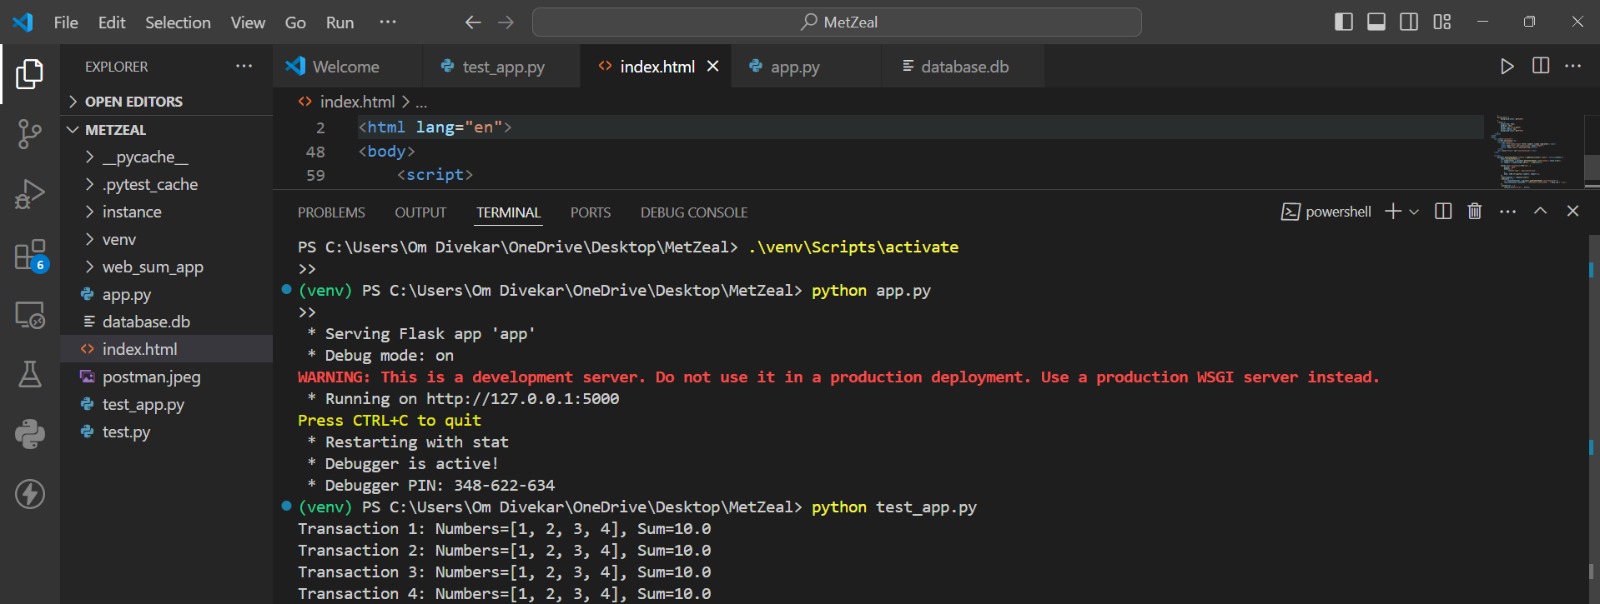 File Edit Selection View Go Run ··· ← → MetZeal
EXPLORER ···
OPEN EDITORS
METZEAL
__pycache__
.pytest_cache
instance
venv
web_sum_app
app.py
database.db
index.html
postman.jpeg
test_app.py
test.py
6
Welcome test_app.py index.html app.py database.db
index.html > ...
2 <html lang="en">
48 <body>
59 <script>
PROBLEMS OUTPUT TERMINAL PORTS DEBUG CONSOLE powershell
PS C:\Users\Om Divekar\OneDrive\Desktop\MetZeal> .\venv\Scripts\activate
>>
(venv) PS C:\Users\Om Divekar\OneDrive\Desktop\MetZeal> python app.py
>>
* Serving Flask app 'app'
* Debug mode: on
WARNING: This is a development server. Do not use it in a production deployment. Use a production WSGI server instead.
* Running on http://127.0.0.1:5000
Press CTRL+C to quit
* Restarting with stat
* Debugger is active!
* Debugger PIN: 348-622-634
(venv) PS C:\Users\Om Divekar\OneDrive\Desktop\MetZeal> python test_app.py
Transaction 1: Numbers=[1, 2, 3, 4], Sum=10.0
Transaction 2: Numbers=[1, 2, 3, 4], Sum=10.0
Transaction 3: Numbers=[1, 2, 3, 4], Sum=10.0
Transaction 4: Numbers=[1, 2, 3, 4], Sum=10.0